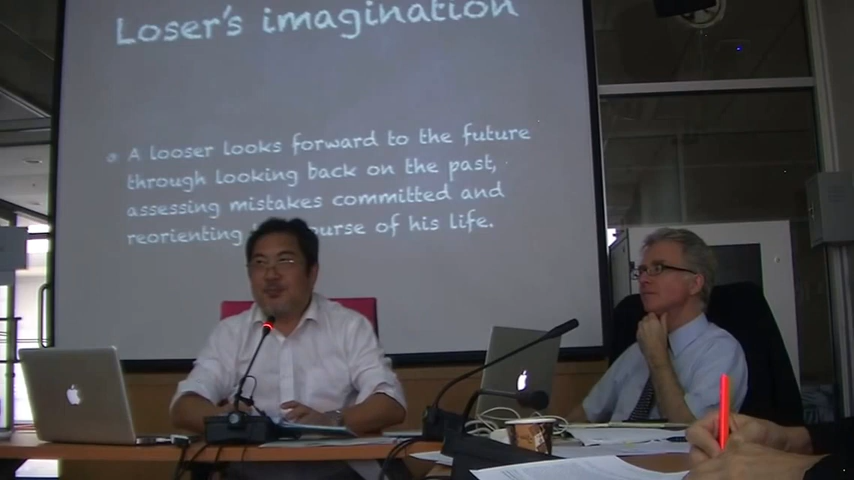 Loser's imagination
A looser looks forward to the future
through looking back on the past,
assessing mistakes committed and
reorienting course of his life.